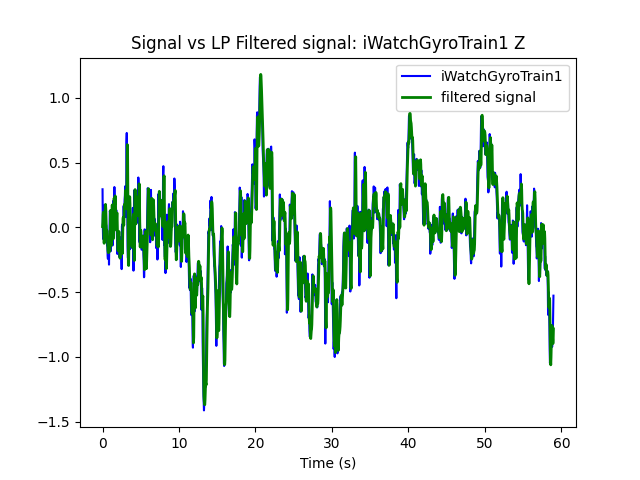 Signal vs LP Filtered signal: iWatchGyroTrain1 Z
iWatchGyroTrain1
filtered signal
1.0
0.5
0.0
−0.5
−1.0
−1.5
0 10 20 30 40 50 60
Time (s)